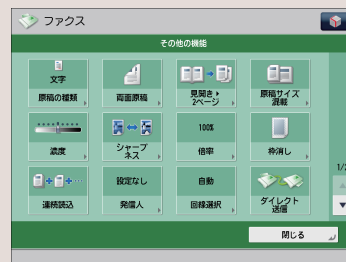 ファクス
その他の機能
文字
原稿の種類
両面原稿
見開き▸
2ページ
原稿サイズ
混載
濃度
シャープ
ネス
100%
倍率
枠消し
連続読込
設定なし
発信人
自動
回線選択
ダイレクト
送信
1/2
閉じる